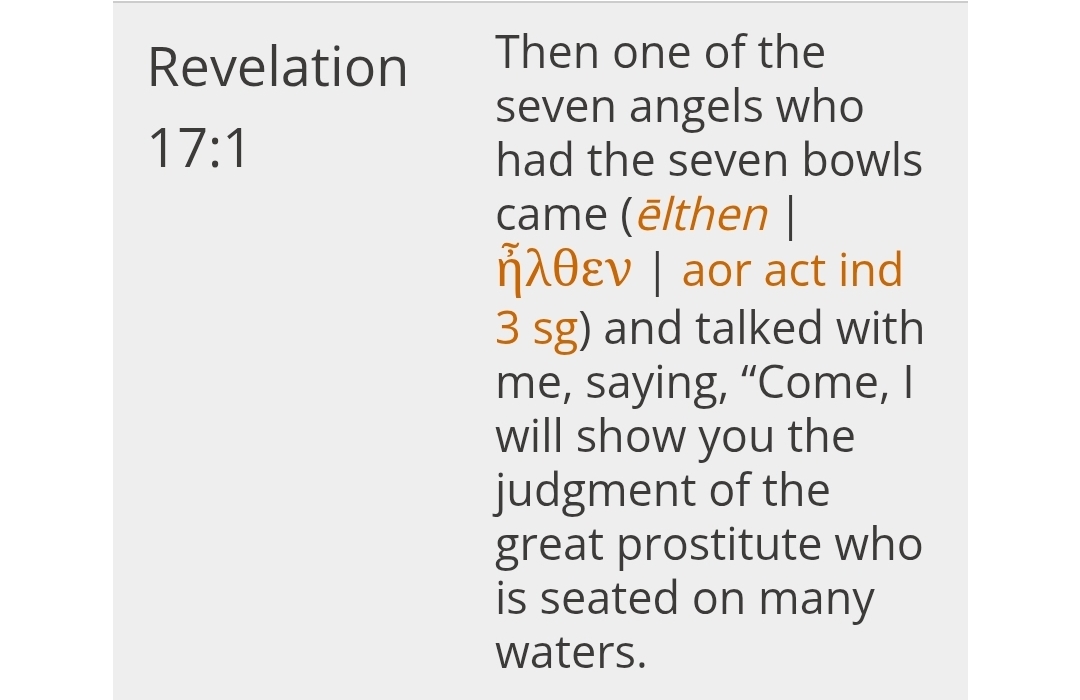 Revelation
17:1
Then one of the
seven angels who
had the seven bowls
came (ēlthen |
ἦλθεν | aor act ind
3 sg) and talked with
me, saying, “Come, I
will show you the
judgment of the
great prostitute who
is seated on many
waters.